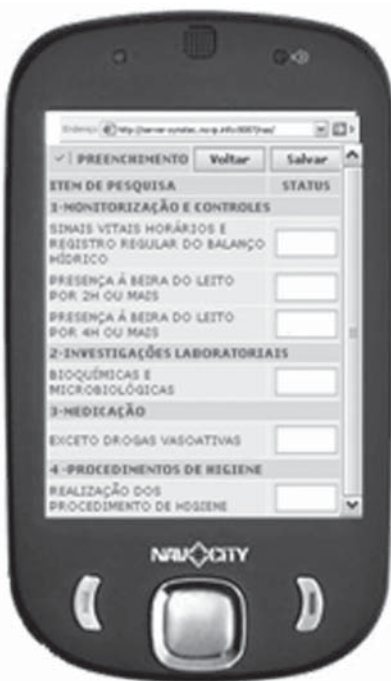 Endereço
✓ PREENCHIMENTO Voltar Salvar
ITEM DE PESQUISA STATUS
1-MONITORIZAÇÃO E CONTROLES
SINAIS VITAIS HORÁRIOS E
REGISTRO REGULAR DO BALANÇO
HÍDRICO
PRESENÇA À BEIRA DO LEITO
POR 2H OU MAIS
PRESENÇA À BEIRA DO LEITO
POR 4H OU MAIS
2-INVESTIGAÇÕES LABORATORIAIS
BIOQUÍMICAS E
MICROBIOLÓGICAS
3-MEDICAÇÃO
EXCETO DROGAS VASOATIVAS
4-PROCEDIMENTOS DE HIGIENE
REALIZAÇÃO DOS
PROCEDIMENTO DE HIGIENE
NAVCITY